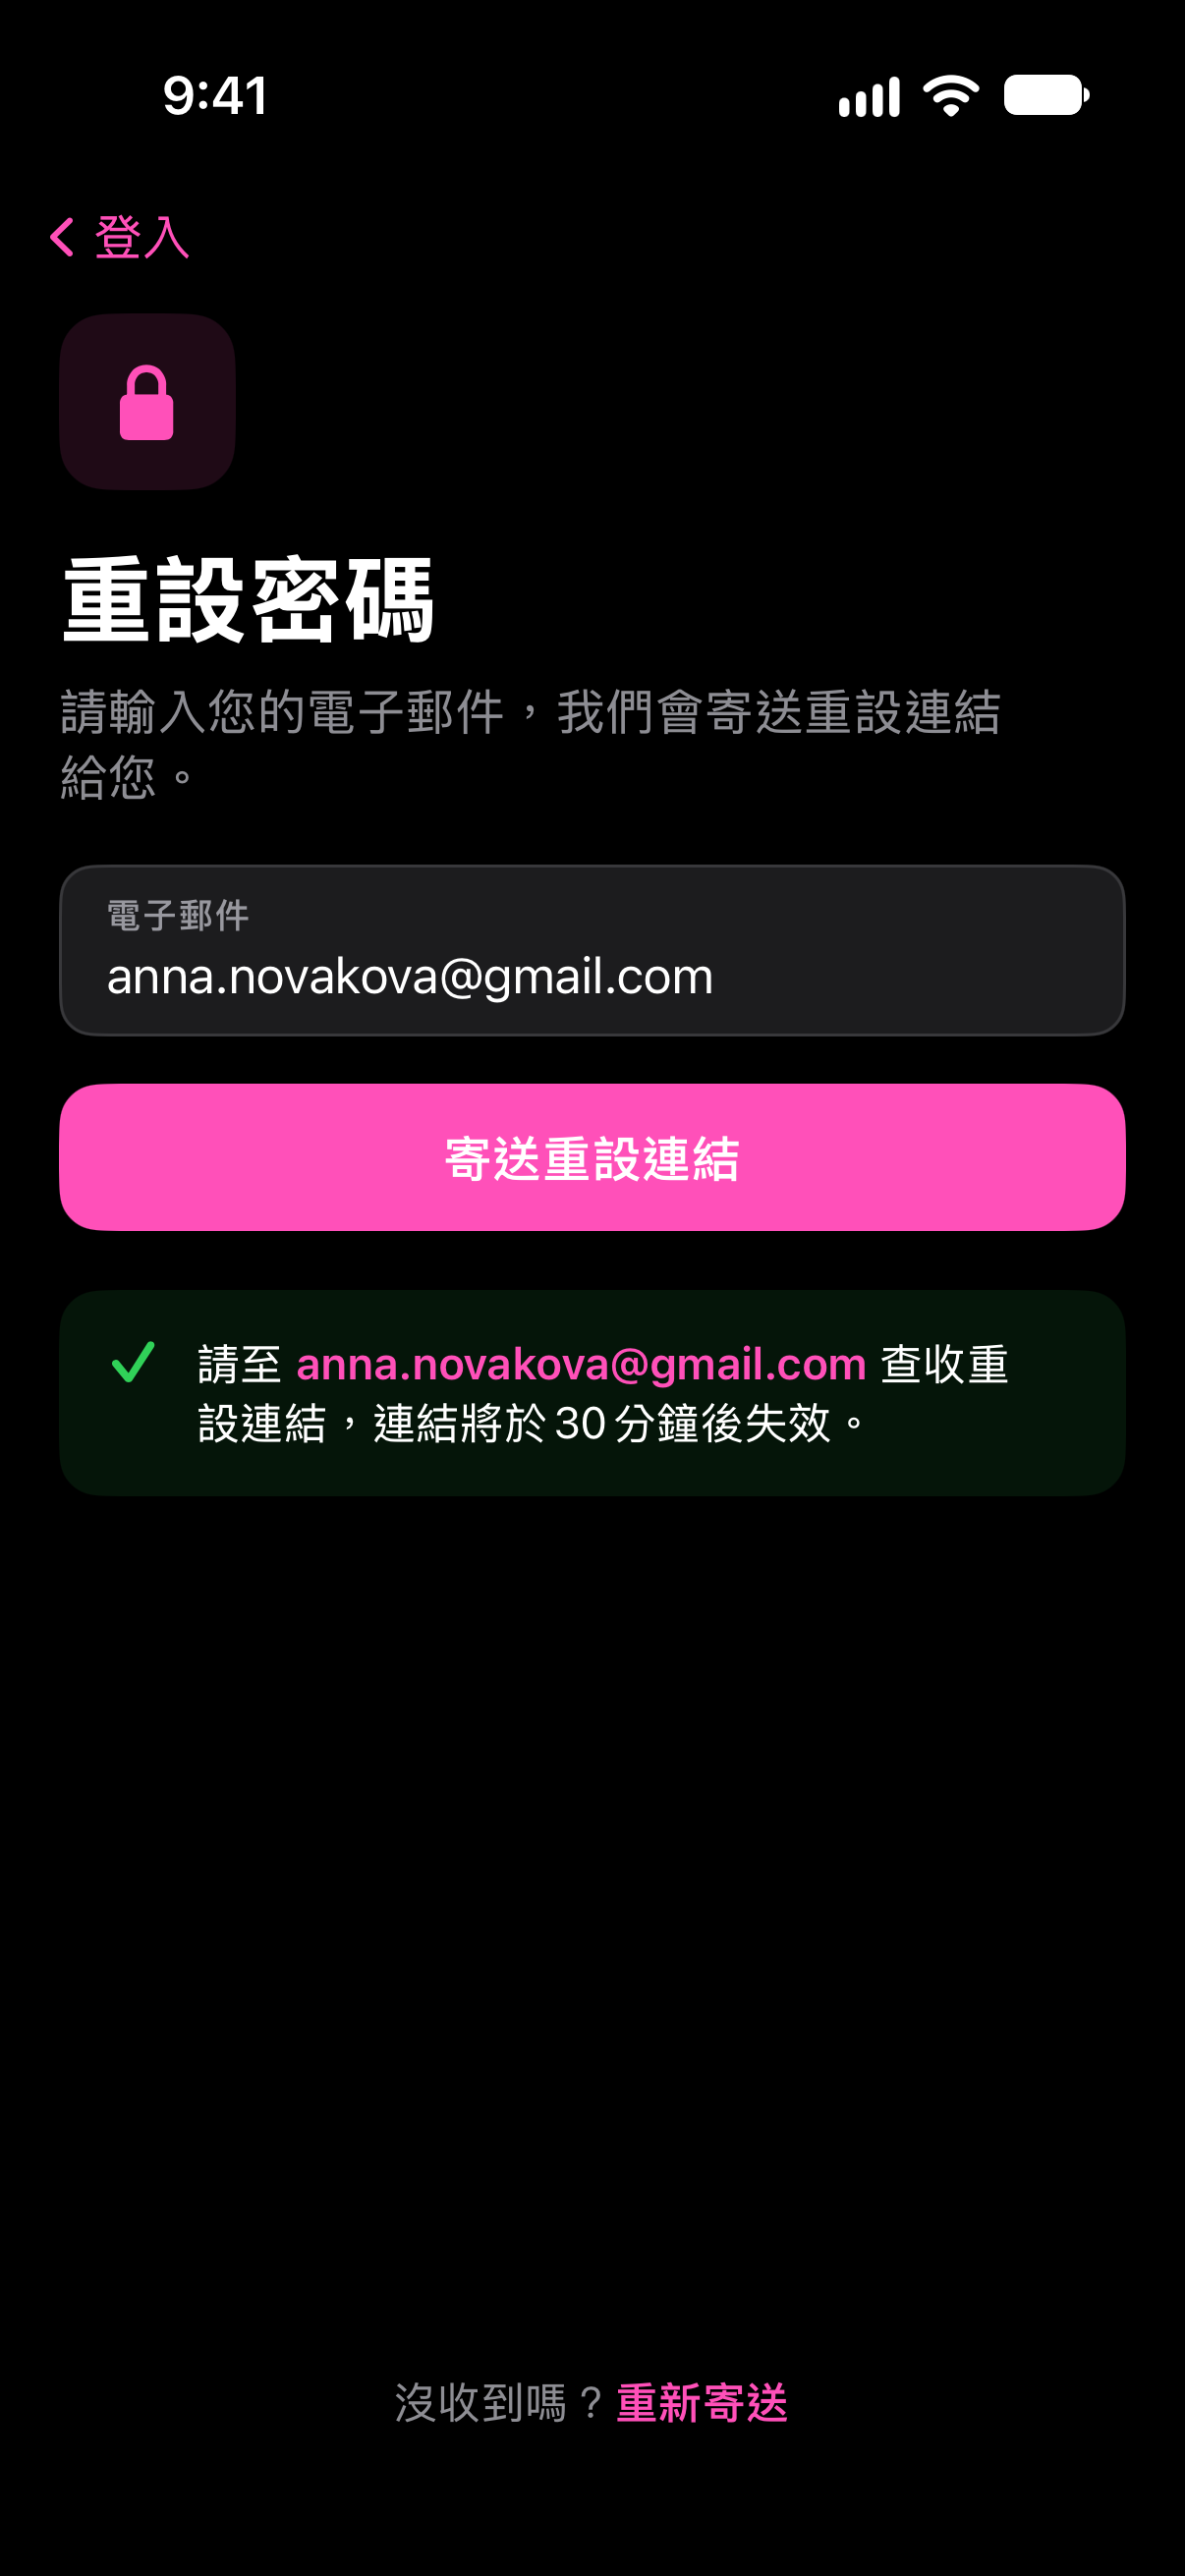 9:41
登入
重設密碼
請輸入您的電子郵件，我們會寄送重設連結
給您。
電子郵件
anna.novakova@gmail.com
寄送重設連結
請至 anna.novakova@gmail.com 查收重
設連結，連結將於 30 分鐘後失效。
沒收到嗎？重新寄送